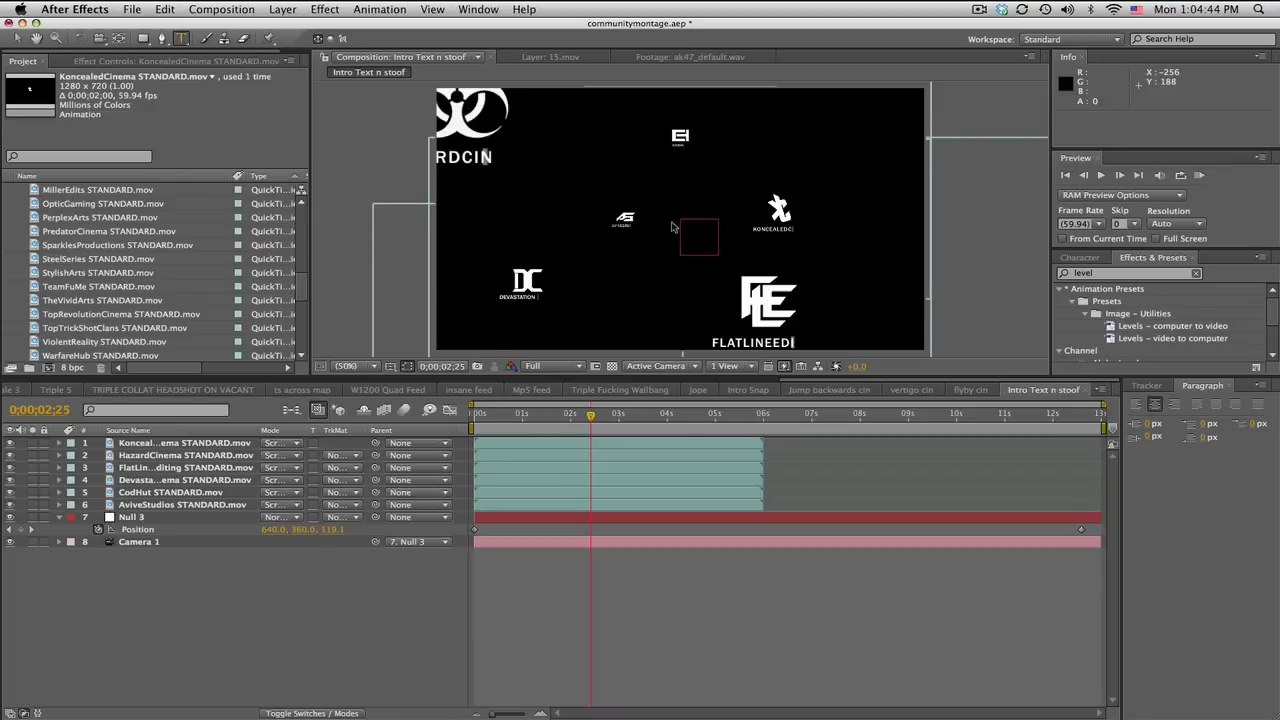 After Effects File Edit Composition Layer Effect Animation View Window Help Mon 1:04:44 GM
communitymontage.aep *
Workspace: Standard Search Help
Project Effect Controls: KoncealedCinema STANDARD.mov
Composition: Intro Text n stoof Layer: 15.mov Footage: ak47_default.wav
Info
Intro Text n stoof
KoncealedCinema STANDARD.mov , used 1 time
1280 x 720 (1.00)
Δ 0;00;02;00, 59.94 fps
Millions of Colors
Animation
R:
G:
B:
A: 0
X: -256
Y: 188
Name Type
MillerEdits STANDARD.mov QuickTi...
OpticGaming STANDARD.mov QuickTi...
PerplexArts STANDARD.mov QuickTi...
PredatorCinema STANDARD.mov QuickTi...
SparklesProductions STANDARD.mov QuickTi...
SteelSeries STANDARD.mov QuickTi...
StylishArts STANDARD.mov QuickTi...
TeamFuMe STANDARD.mov QuickTi...
TheVividArts STANDARD.mov QuickTi...
TopRevolutionCinema STANDARD.mov QuickTi...
TopTrickShotClans STANDARD.mov QuickTi...
ViolentReality STANDARD.mov QuickTi...
WarfareHub STANDARD.mov QuickTi...
8 bpc
RDCIN
KONCEALEDC
DC
DEVASTATION
FLATLINEEDI
(50%) 0;00;02;25 Full Active Camera 1 View +0.0
Preview
RAM Preview Options
Frame Rate Skip Resolution
(59.94) 0 Auto
From Current Time Full Screen
Character Effects & Presets
level
* Animation Presets
Presets
Image – Utilities
Levels – computer to video
Levels – video to computer
Channel
ple 3 Triple 5 TRIPLE COLLAT HEADSHOT ON VACANT ts across map W1200 Quad Feed Insane feed Mp5 feed Triple Fucking Wallbang jope Intro Snap Jump backwards cin vertigo cin flyby cin Intro Text n stoof
Tracker Paragraph
0 px 0 px 0 px
0 px 0 px
0;00;02;25
:00s 01s 02s 03s 04s 05s 06s 07s 08s 09s 10s 11s 12s 13s
# Source Name Mode T TrkMat Parent
1 Konceal...ema STANDARD.mov Scr... None
2 HazardCinema STANDARD.mov Scr... No... None
3 FlatLin...diting STANDARD.mov Scr... No... None
4 Devasta...ema STANDARD.mov Scr... No... None
5 CodHut STANDARD.mov Scr... No... None
6 AviveStudios STANDARD.mov Scr... No... None
7 Null 3 Nor... No... None
Position 640.0, 360.0, 119.1
8 Camera 1 7. Null 3
Toggle Switches / Modes